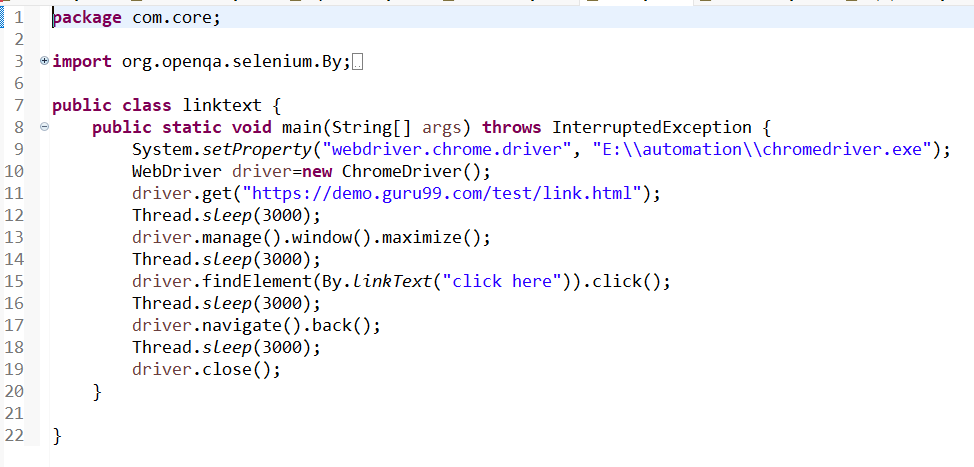 1 package com.core;
2
3 import org.openqa.selenium.By;
6
7 public class linktext {
8 public static void main(String[] args) throws InterruptedException {
9 System.setProperty("webdriver.chrome.driver", "E:\\automation\\chromedriver.exe");
10 WebDriver driver=new ChromeDriver();
11 driver.get("https://demo.guru99.com/test/link.html");
12 Thread.sleep(3000);
13 driver.manage().window().maximize();
14 Thread.sleep(3000);
15 driver.findElement(By.linkText("click here")).click();
16 Thread.sleep(3000);
17 driver.navigate().back();
18 Thread.sleep(3000);
19 driver.close();
20 }
21
22 }